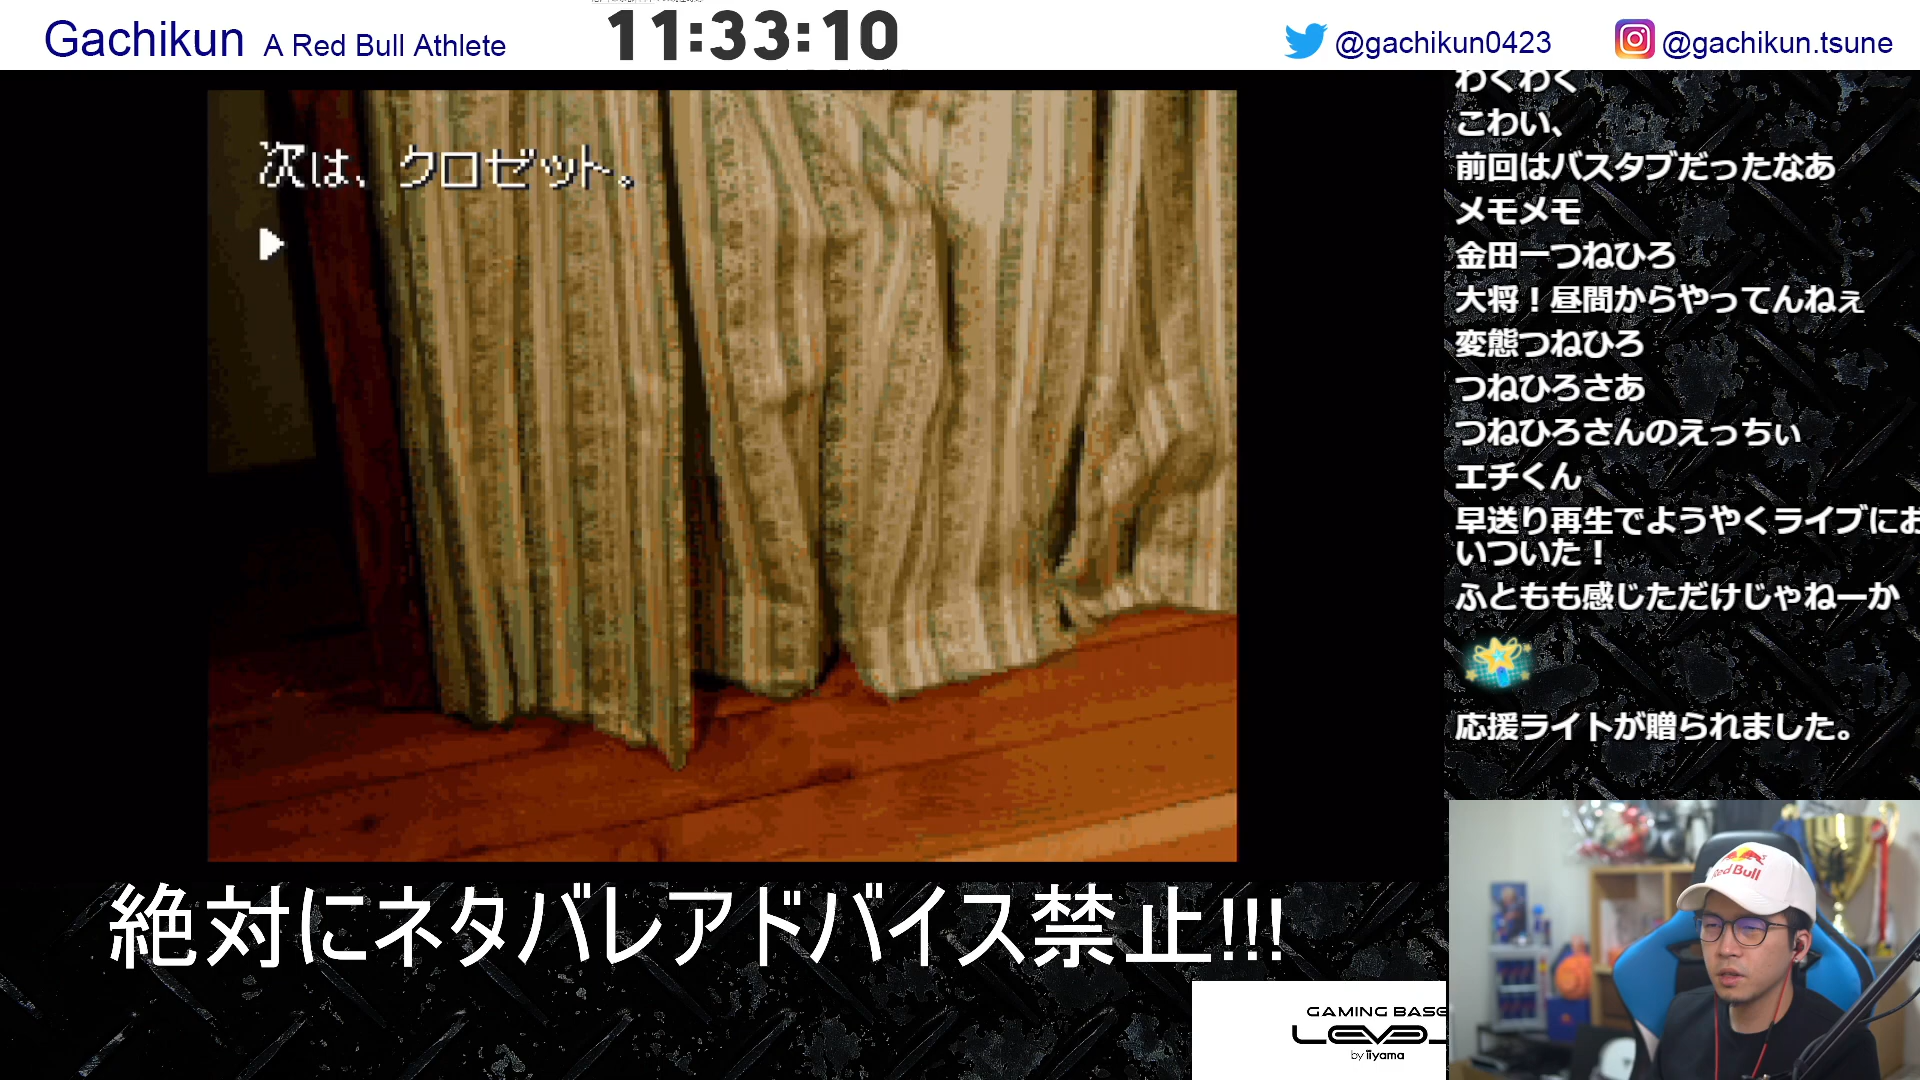 Gachikun A Red Bull Athlete
11:33:10
@gachikun0423
@gachikun.tsune
次は、クロゼット。
わくわく
こわい、
前回はバスタブだったなあ
メモメモ
金田一つねひろ
大将！昼間からやってんねぇ
変態つねひろ
つねひろさあ
つねひろさんのえっちぃ
エチくん
早送り再生でようやくライブにお
いついた！
ふともも感じただけじゃねーか
応援ライトが贈られました。
絶対にネタバレアドバイス禁止!!!
GAMING BASE
LEVEL
by iiyama
Red Bull